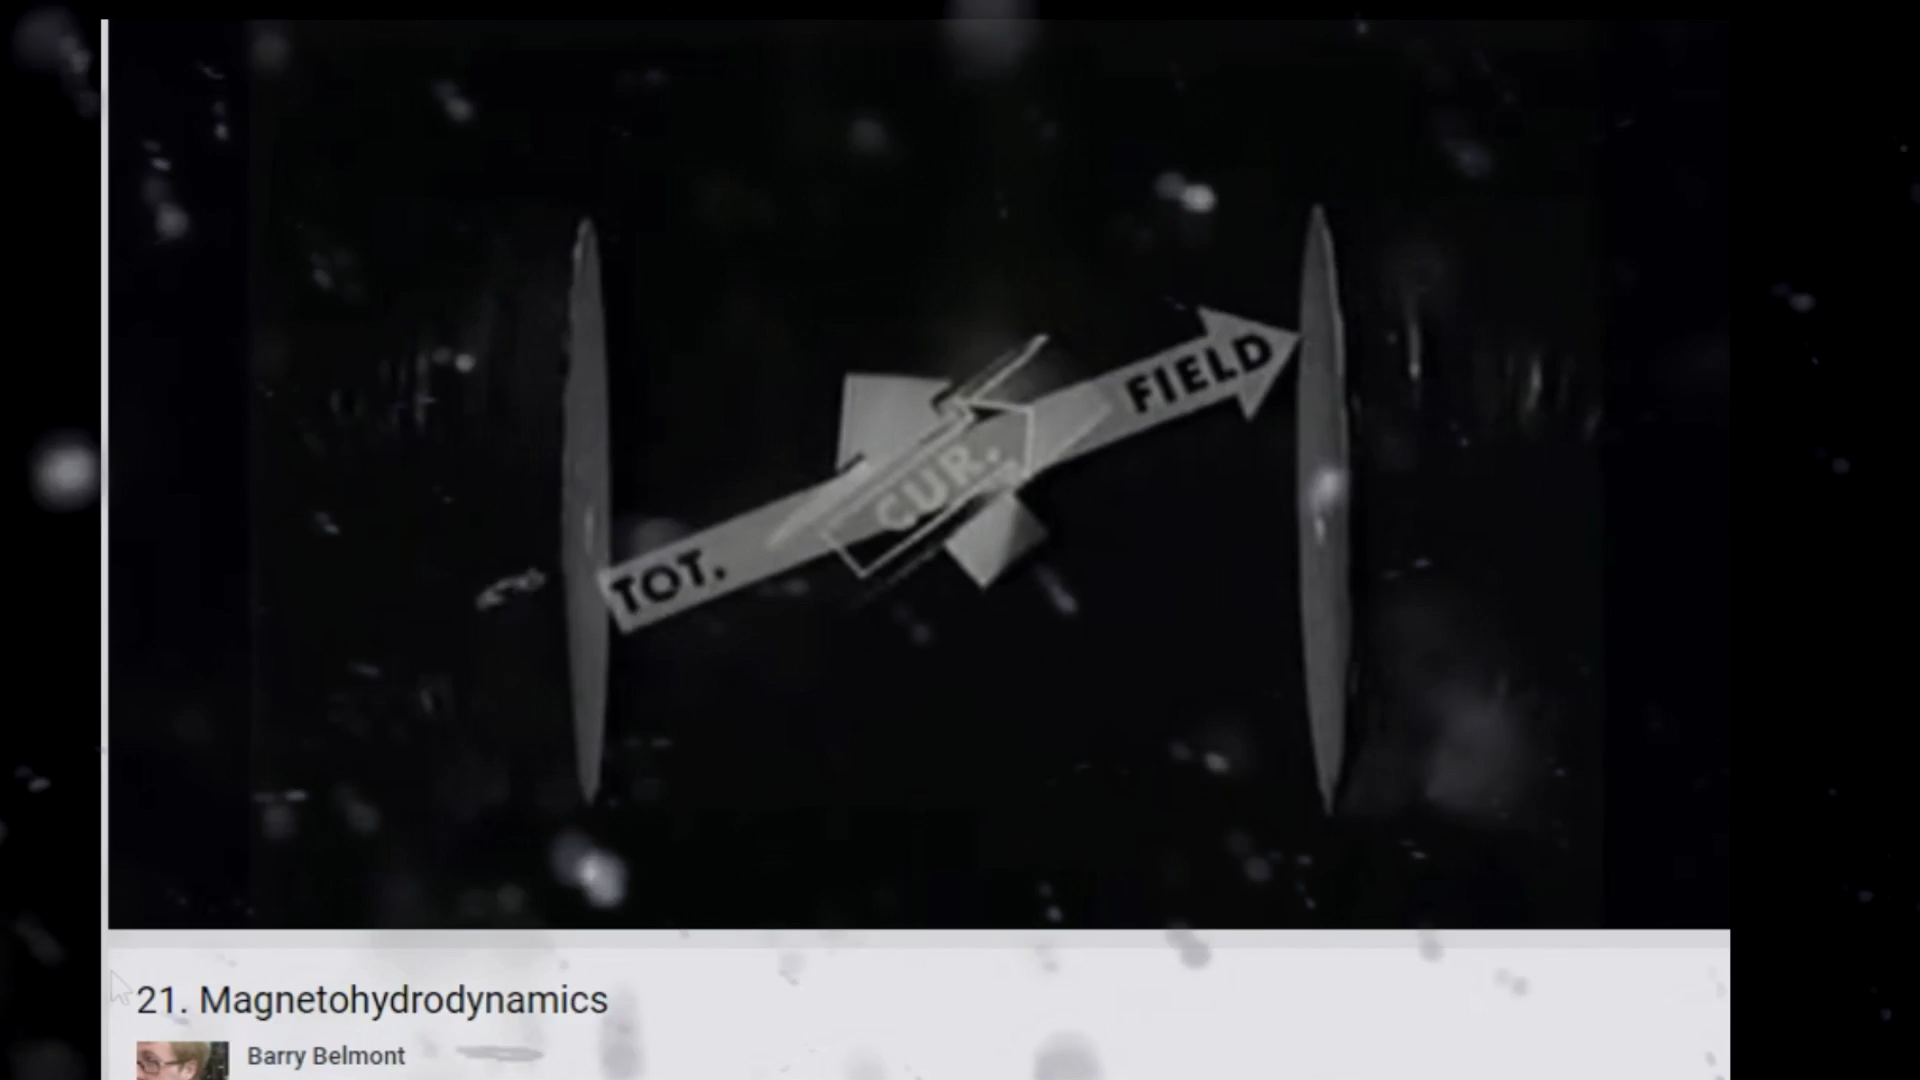 TOT.
CUR.
FIELD
21. Magnetohydrodynamics
Barry Belmont